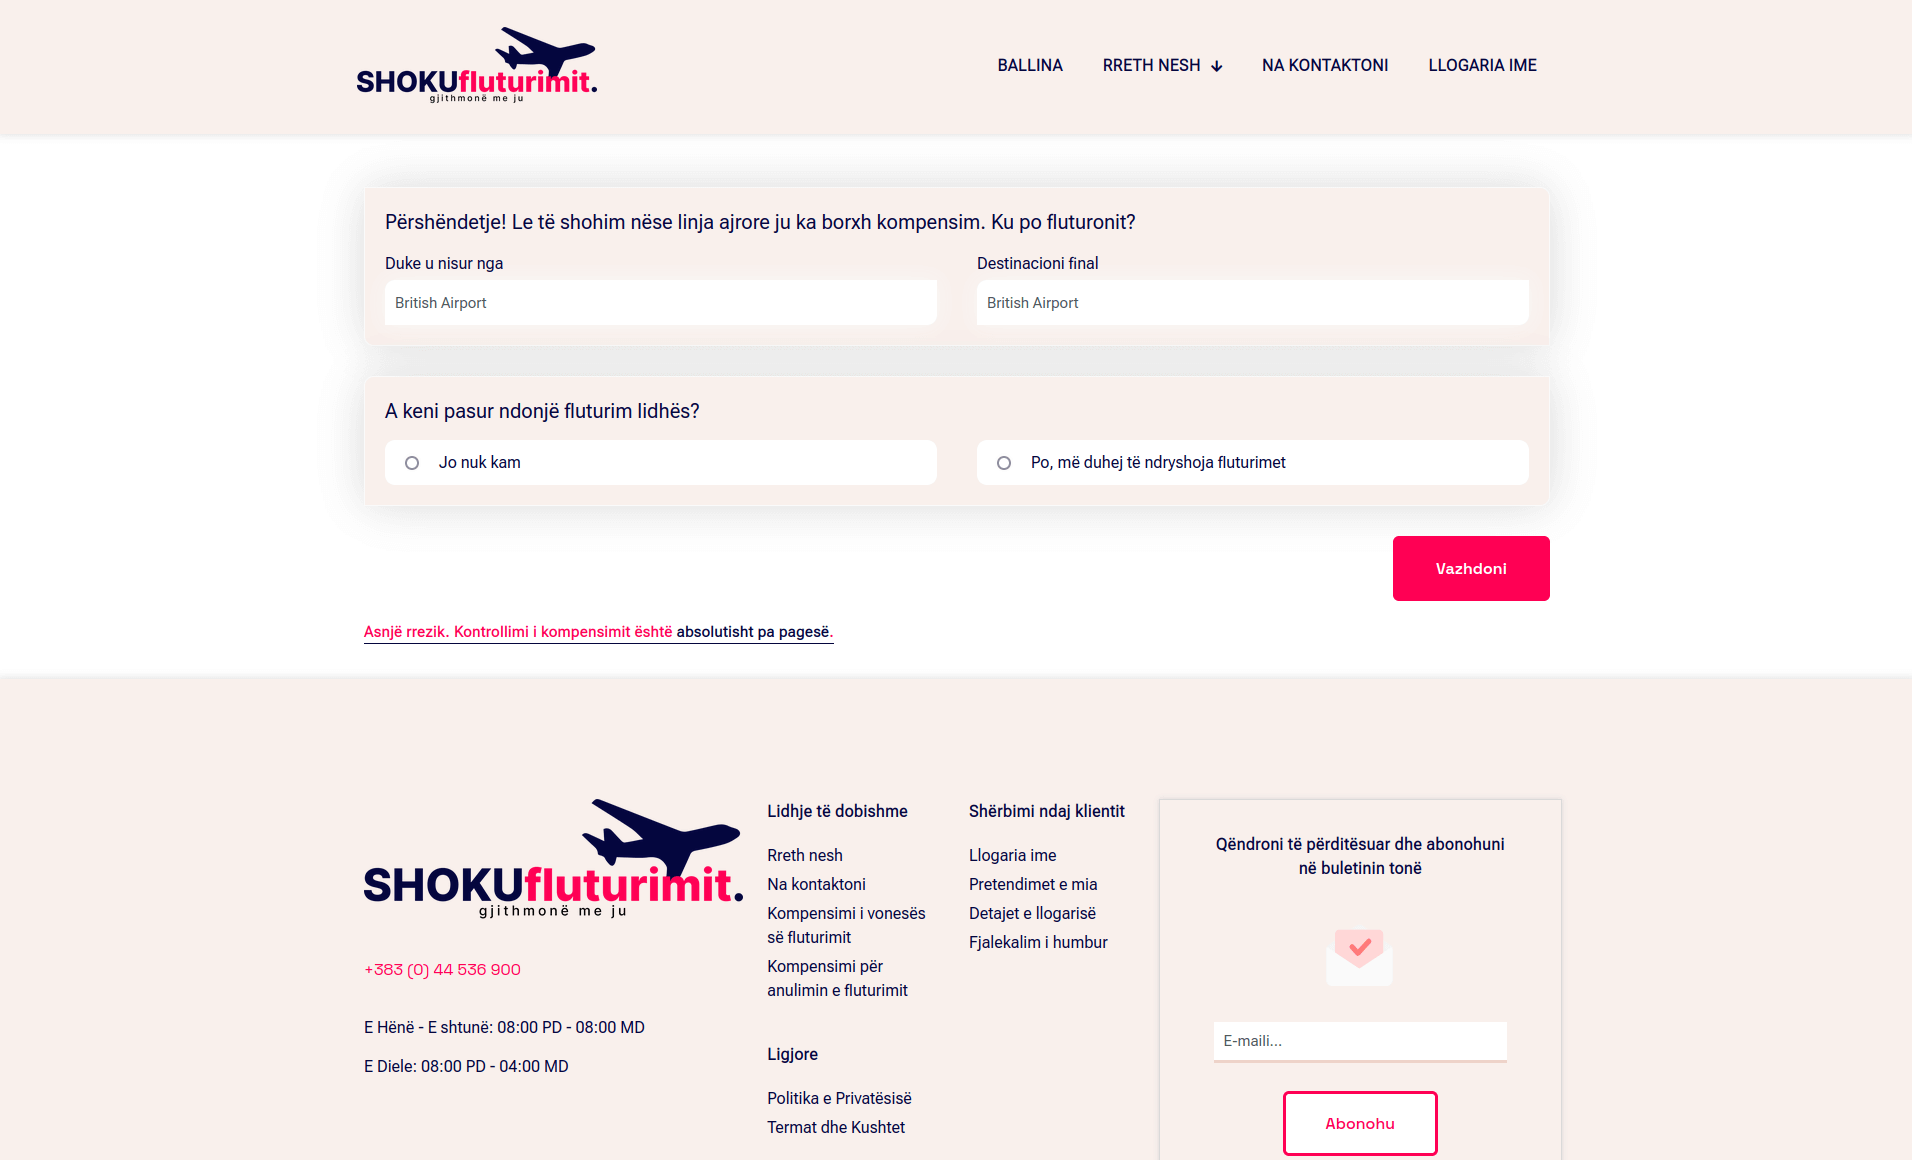 SHOKUfluturimit.
gjithmonë me ju
BALLINA
RRETH NESH
NA KONTAKTONI
LLOGARIA IME
Përshëndetje! Le të shohim nëse linja ajrore ju ka borxh kompensim. Ku po fluturonit?
Duke u nisur nga
Destinacioni final
British Airport
British Airport
A keni pasur ndonjë fluturim lidhës?
Jo nuk kam
Po, më duhej të ndryshoja fluturimet
Vazhdoni
Asnjë rrezik. Kontrollimi i kompensimit është absolutisht pa pagesë.
SHOKUfluturimit.
gjithmonë me ju
+383 (0) 44 536 900
E Hënë - E shtunë: 08:00 PD - 08:00 MD
E Diele: 08:00 PD - 04:00 MD
Lidhje të dobishme
Rreth nesh
Na kontaktoni
Kompensimi i vonesës
së fluturimit
Kompensimi për
anulimin e fluturimit
Ligjore
Politika e Privatësisë
Termat dhe Kushtet
Shërbimi ndaj klientit
Llogaria ime
Pretendimet e mia
Detajet e llogarisë
Fjalekalim i humbur
Qëndroni të përditësuar dhe abonohuni
në buletinin tonë
E-maili...
Abonohu